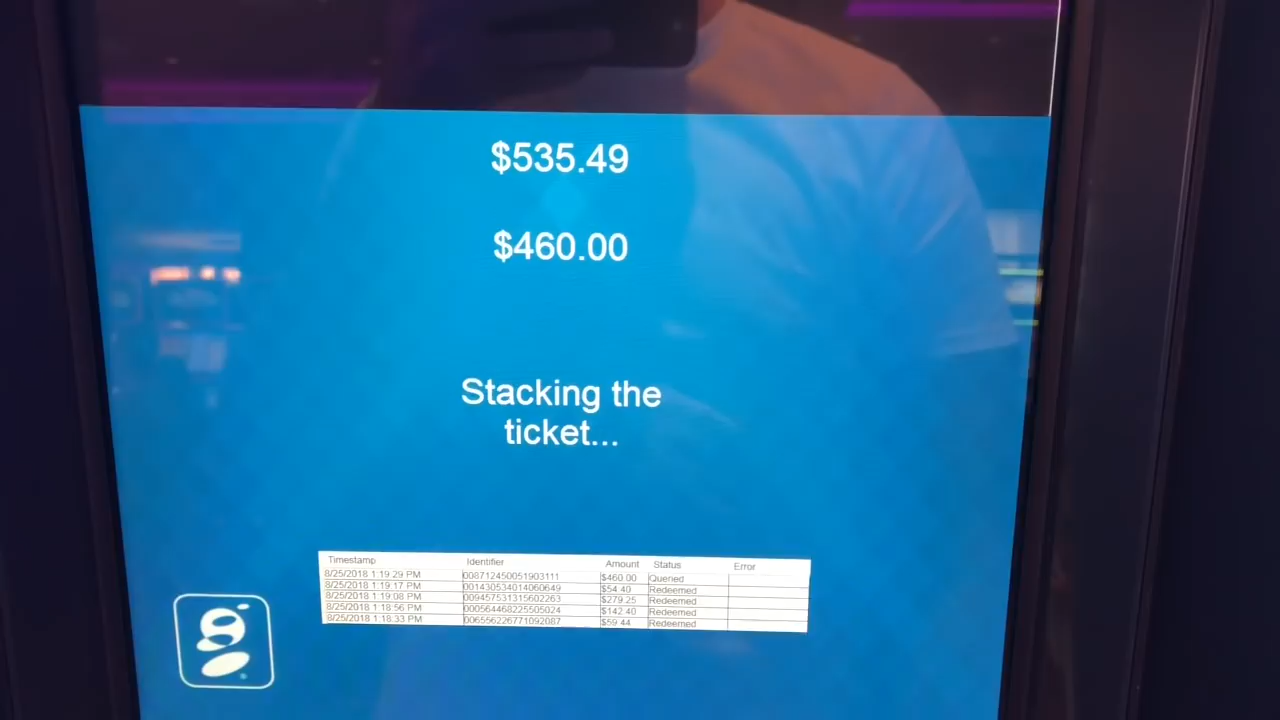 $535.49
$460.00
Stacking the
ticket...
Timestamp Identifier Amount Status Error
8/25/2018 1:19:29 PM 008712450051903111 $460.00 Queried
8/25/2018 1:19:17 PM 001430534014060649 $54.40 Redeemed
8/25/2018 1:19:08 PM 009457531315602263 $279.25 Redeemed
8/25/2018 1:18:56 PM 000564468225505024 $142.40 Redeemed
8/25/2018 1:18:33 PM 006556226771092087 $59.44 Redeemed
g